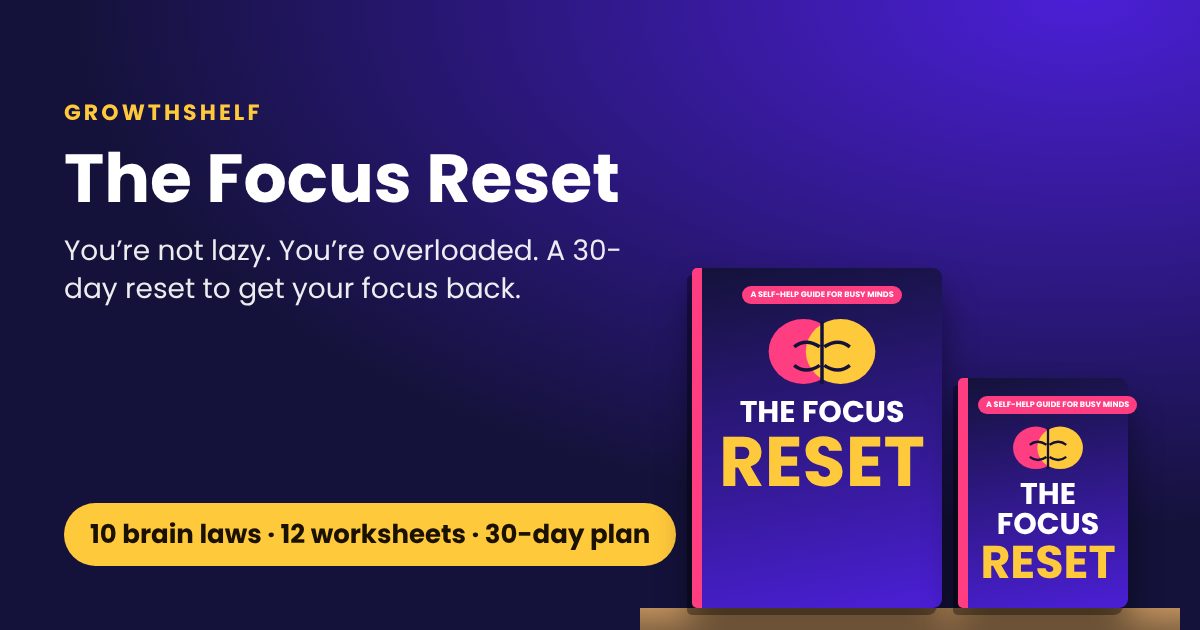 GROWTHSHELF
The Focus Reset
You’re not lazy. You’re overloaded. A 30-
day reset to get your focus back.
10 brain laws · 12 worksheets · 30-day plan
A SELF-HELP GUIDE FOR BUSY MINDS
THE FOCUS
RESET
A SELF-HELP GUIDE FOR BUSY MINDS
THE
FOCUS
RESET